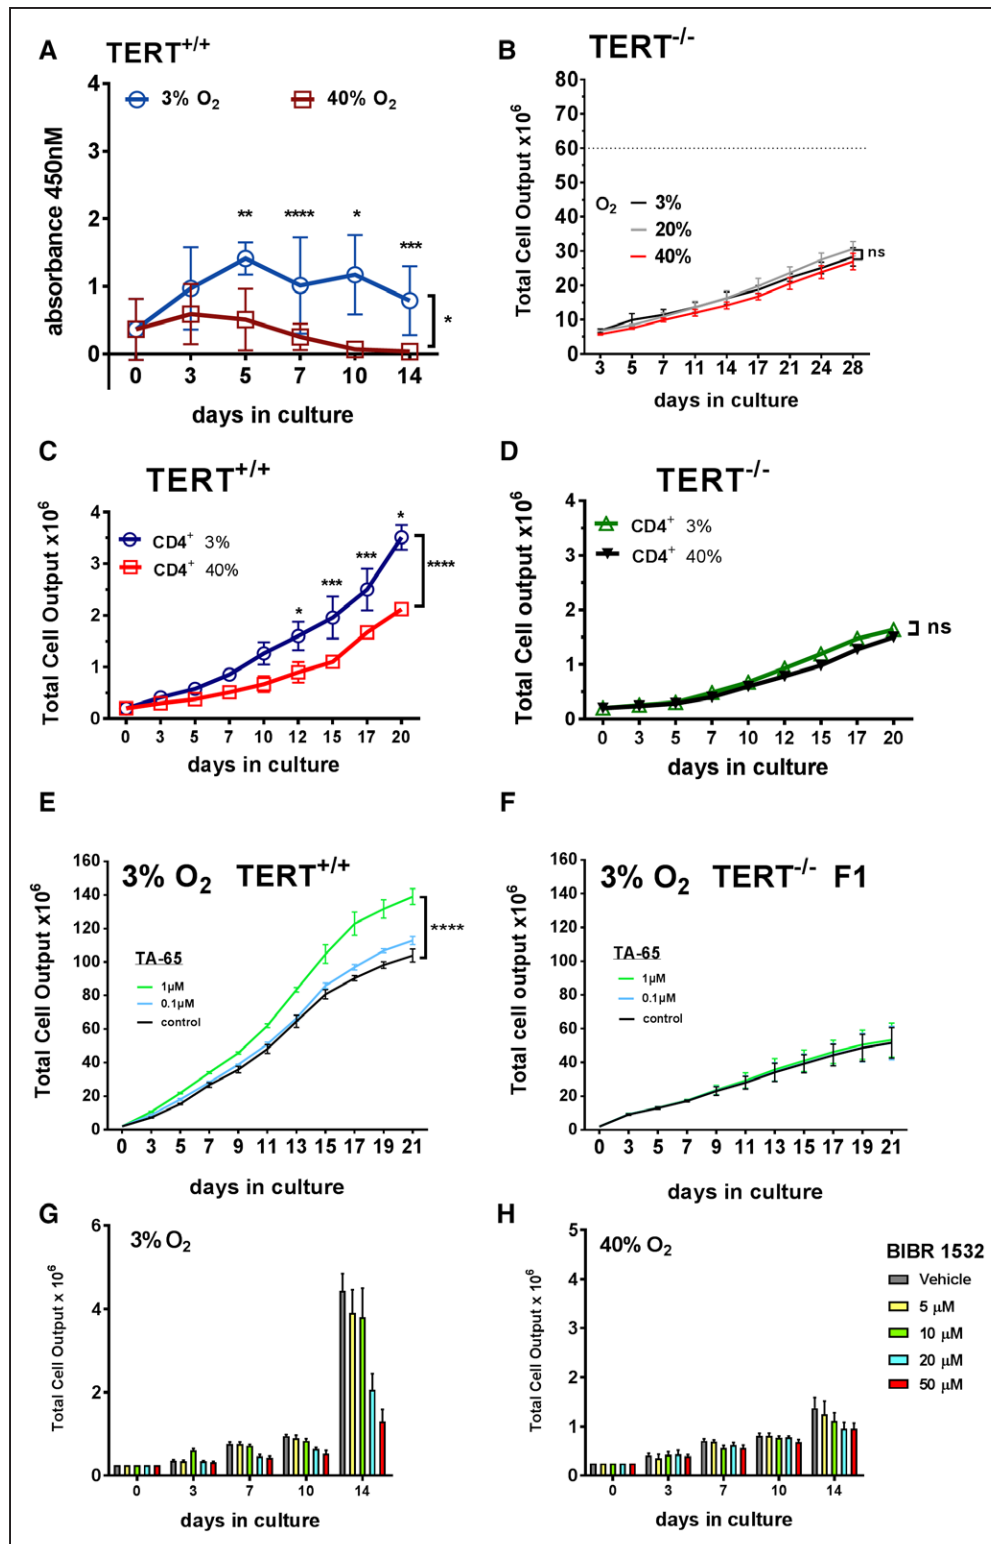 A TERT+/+
3% O2 40% O2
absorbance 450nM
4
3
2
1
0
** **** * ***
*
0 3 5 7 10 14
days in culture
B TERT-/-
Total Cell Output x10^6
80
70
60
50
40
30
20
10
0
O2
3%
20%
40%
ns
3 5 7 11 14 17 21 24 28
days in culture
C TERT+/+
Total Cell Output x10^6
4
3
2
1
0
CD4+ 3%
CD4+ 40%
* *** *** *
****
0 3 5 7 10 12 15 17 20
days in culture
D TERT-/-
Total Cell output x10^6
4
3
2
1
0
CD4+ 3%
CD4+ 40%
ns
0 3 5 7 10 12 15 17 20
days in culture
E
3% O2 TERT+/+
Total Cell Output x10^6
160
140
120
100
80
60
40
20
0
TA-65
1µM
0.1µM
control
****
0 3 5 7 9 11 13 15 17 19 21
days in culture
F
3% O2 TERT-/- F1
Total cell output x10^6
160
140
120
100
80
60
40
20
0
TA-65
1µM
0.1µM
control
0 3 5 7 9 11 13 15 17 19 21
days in culture
G
3% O2
Total Cell Output x 10^6
6
4
2
0
0 3 7 10 14
days in culture
H
40% O2
Total Cell Output x 10^6
5
4
3
2
1
0
0 3 7 10 14
days in culture
BIBR 1532
Vehicle
5 µM
10 µM
20 µM
50 µM